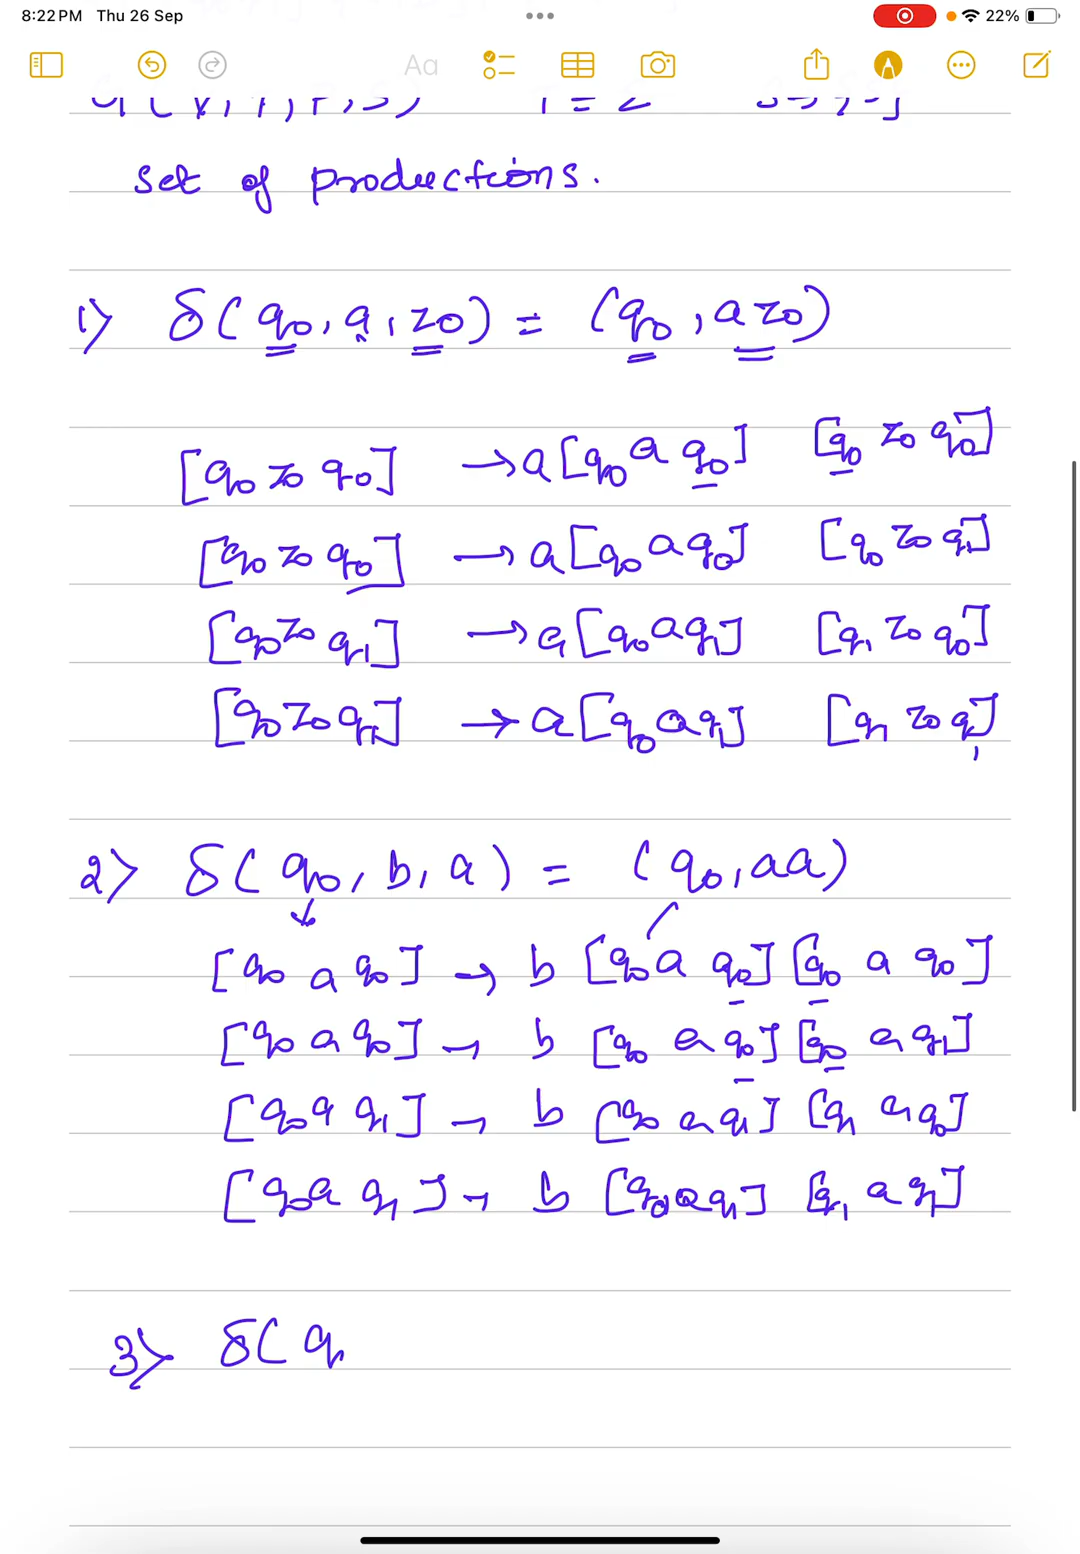 8:22 PM Thu 26 Sep 22%
Aa
set of productions.
1) δ(q₀, a, z₀) = (q₀, a z₀)
[q₀ z₀ q₀] → a[q₀ a q₀] [q₀ z₀ q₀]
[q₀ z₀ q₀] → a[q₀ a q₀] [q₀ z₀ q₁]
[q₀ z₀ q₁] → a[q₀ a q₁] [q₁ z₀ q₀]
[q₀ z₀ q₁] → a[q₀ a q₁] [q₁ z₀ q₁]
2) δ(q₀, b, a) = (q₀, aa)
[q₀ a q₀] → b [q₀ a q₀] [q₀ a q₀]
[q₀ a q₀] → b [q₀ a q₀] [q₀ a q₁]
[q₀ a q₁] → b [q₀ a q₁] [q₁ a q₀]
[q₀ a q₁] → b [q₀ a q₁] [q₁ a q₁]
3) δ( q